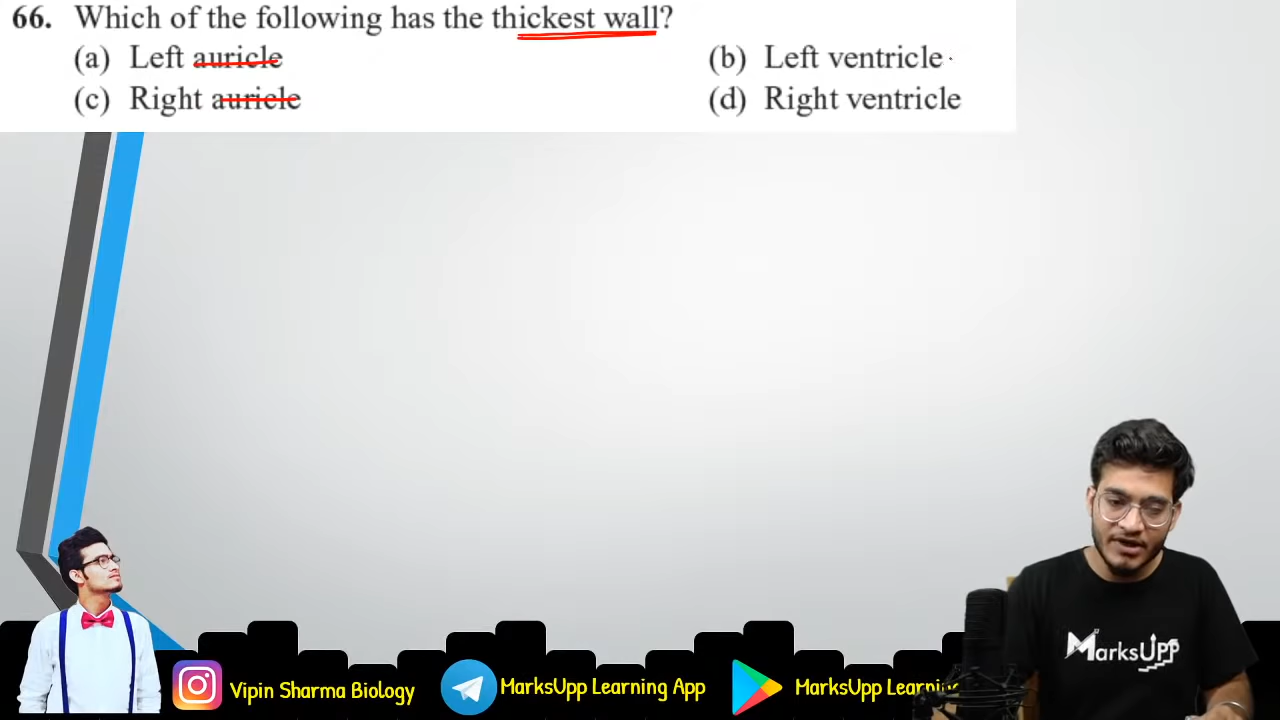 66. Which of the following has the thickest wall?
(a) Left auricle (b) Left ventricle
(c) Right auricle (d) Right ventricle
MarksUPP
Vipin Sharma Biology MarksUpp Learning App MarksUpp Learning